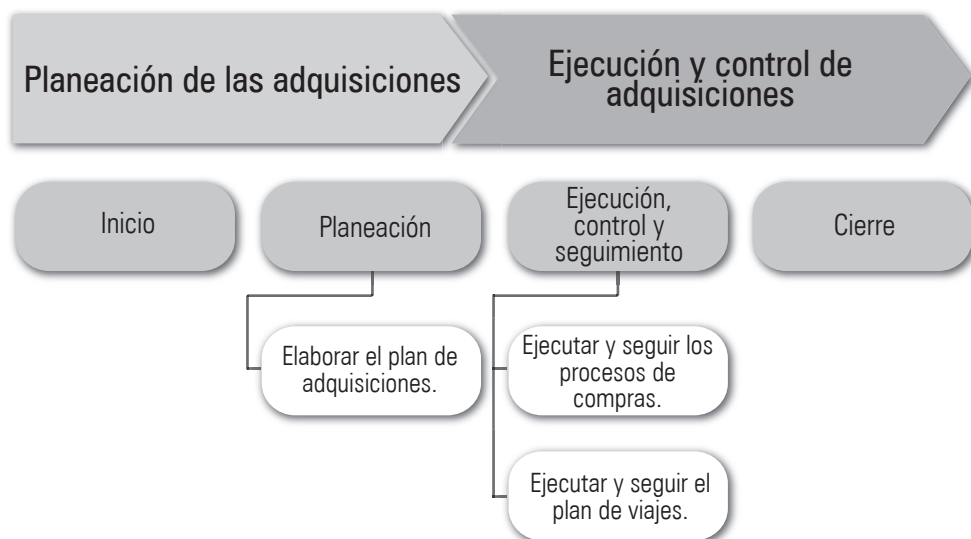 Planeación de las adquisiciones
Ejecución y control de
adquisiciones
Inicio
Planeación
Ejecución,
control y
seguimiento
Cierre
Elaborar el plan de
adquisiciones.
Ejecutar y seguir los
procesos de
compras.
Ejecutar y seguir el
plan de viajes.